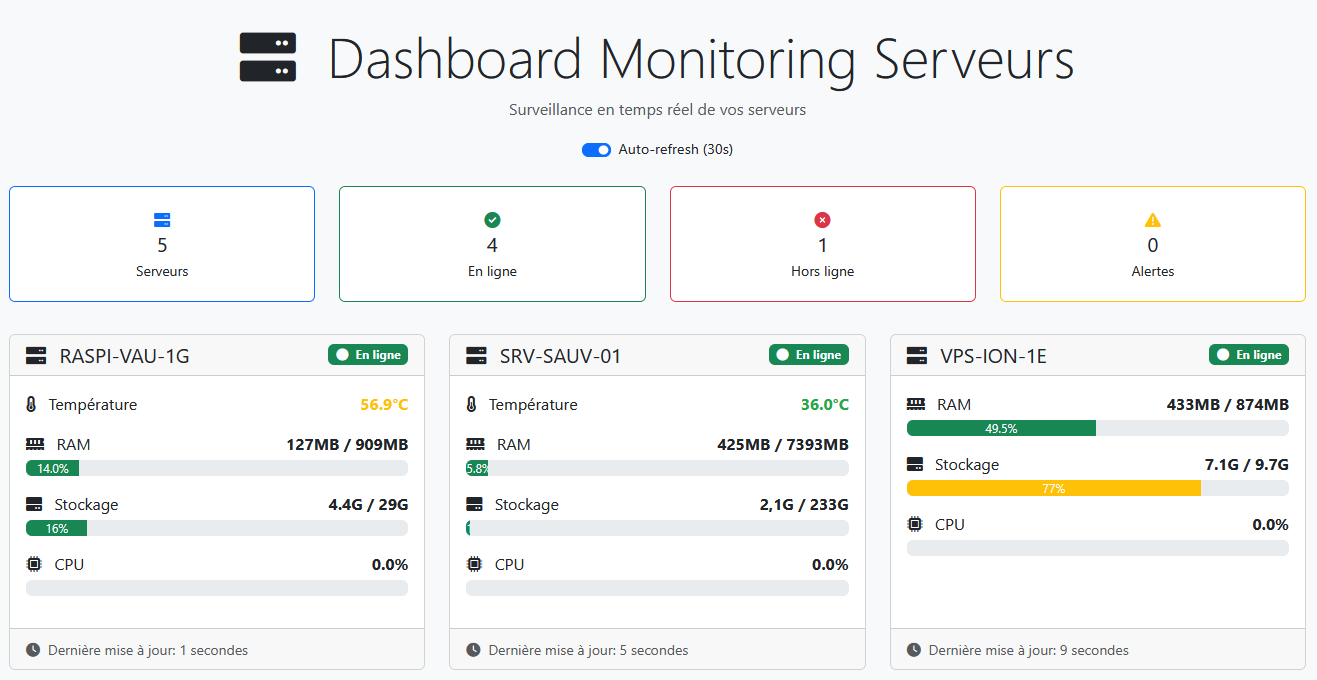 Dashboard Monitoring Serveurs
Surveillance en temps réel de vos serveurs
Auto-refresh (30s)
5
Serveurs
4
En ligne
1
Hors ligne
0
Alertes
RASPI-VAU-1G
En ligne
Température
56.9°C
RAM
127MB / 909MB
14.0%
Stockage
4.4G / 29G
16%
CPU
0.0%
Dernière mise à jour: 1 secondes
SRV-SAUV-01
En ligne
Température
36.0°C
RAM
425MB / 7393MB
5.8%
Stockage
2,1G / 233G
CPU
0.0%
Dernière mise à jour: 5 secondes
VPS-ION-1E
En ligne
RAM
433MB / 874MB
49.5%
Stockage
7.1G / 9.7G
77%
CPU
0.0%
Dernière mise à jour: 9 secondes